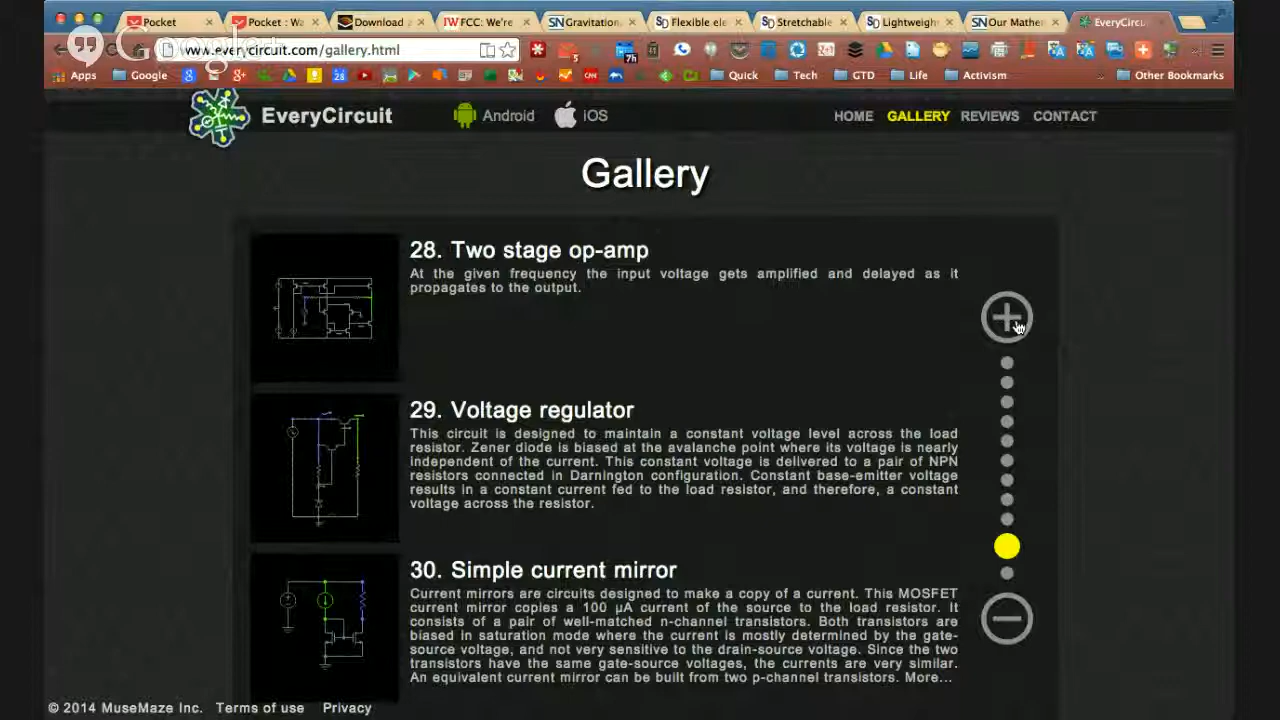 Pocket
Pocket : Wa
Download a
FCC: We're
Gravitation
Flexible ele
Stretchable
Lightweigh
Our Mathe
EveryCircu
Google+
www.everycircuit.com/gallery.html
5
7h
Apps
Google
28
CNN
Quick
Tech
GTD
Life
Activism
Other Bookmarks
EveryCircuit
Android
iOS
HOME
GALLERY
REVIEWS
CONTACT
Gallery
28. Two stage op-amp
At the given frequency the input voltage gets amplified and delayed as it
propagates to the output.
29. Voltage regulator
This circuit is designed to maintain a constant voltage level across the load
resistor. Zener diode is biased at the avalanche point where its voltage is nearly
independent of the current. This constant voltage is delivered to a pair of NPN
resistors connected in Darnington configuration. Constant base-emitter voltage
results in a constant current fed to the load resistor, and therefore, a constant
voltage across the resistor.
30. Simple current mirror
Current mirrors are circuits designed to make a copy of a current. This MOSFET
current mirror copies a 100 µA current of the source to the load resistor. It
consists of a pair of well-matched n-channel transistors. Both transistors are
biased in saturation mode where the current is mostly determined by the gate-
source voltage, and not very sensitive to the drain-source voltage. Since the two
transistors have the same gate-source voltages, the currents are very similar.
An equivalent current mirror can be built from two p-channel transistors. More...
© 2014 MuseMaze Inc.
Terms of use
Privacy